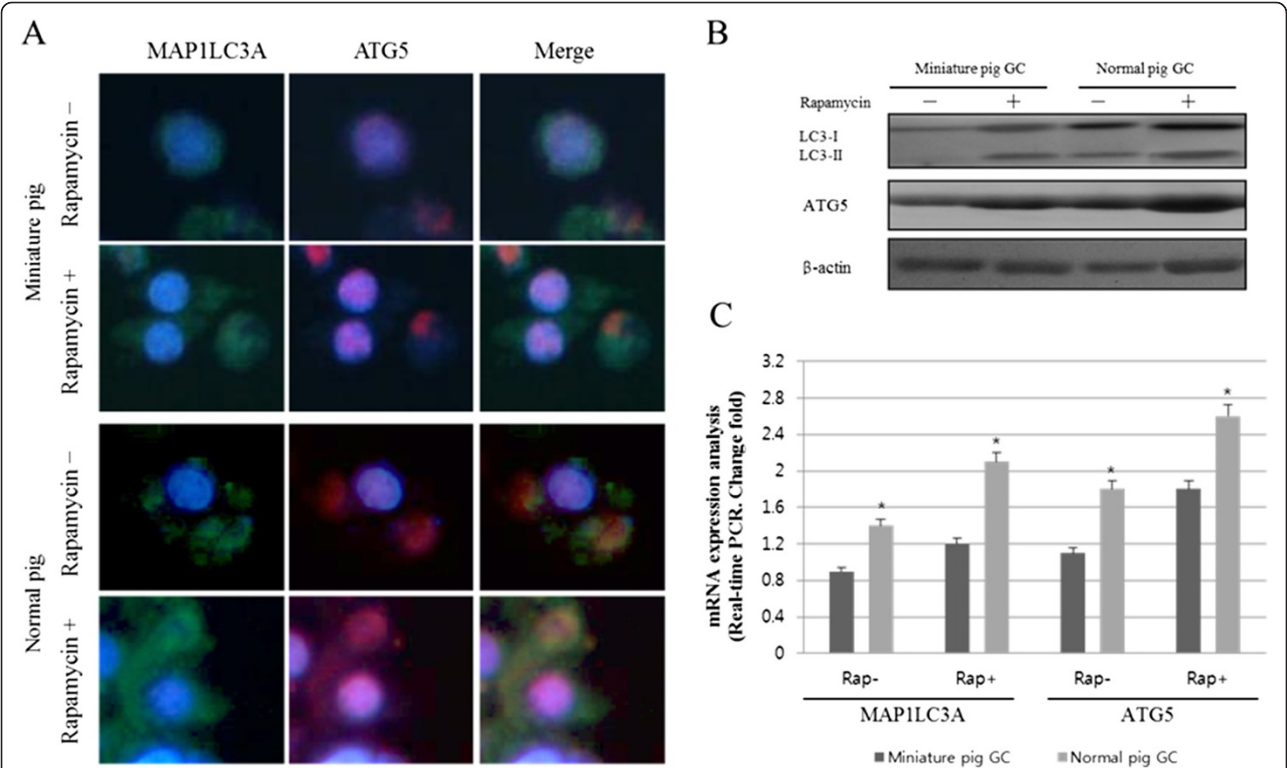 A
MAP1LC3A ATG5 Merge
Miniature pig
Rapamycin −
Rapamycin +
Normal pig
Rapamycin −
Rapamycin +
B
Miniature pig GC Normal pig GC
Rapamycin − + − +
LC3-I
LC3-II
ATG5
β-actin
C
mRNA expression analysis
(Real-time PCR. Change fold)
3.2
2.8
2.4
2
1.6
1.2
0.8
0.4
0
* * * *
Rap- Rap+ Rap- Rap+
MAP1LC3A ATG5
Miniature pig GC Normal pig GC